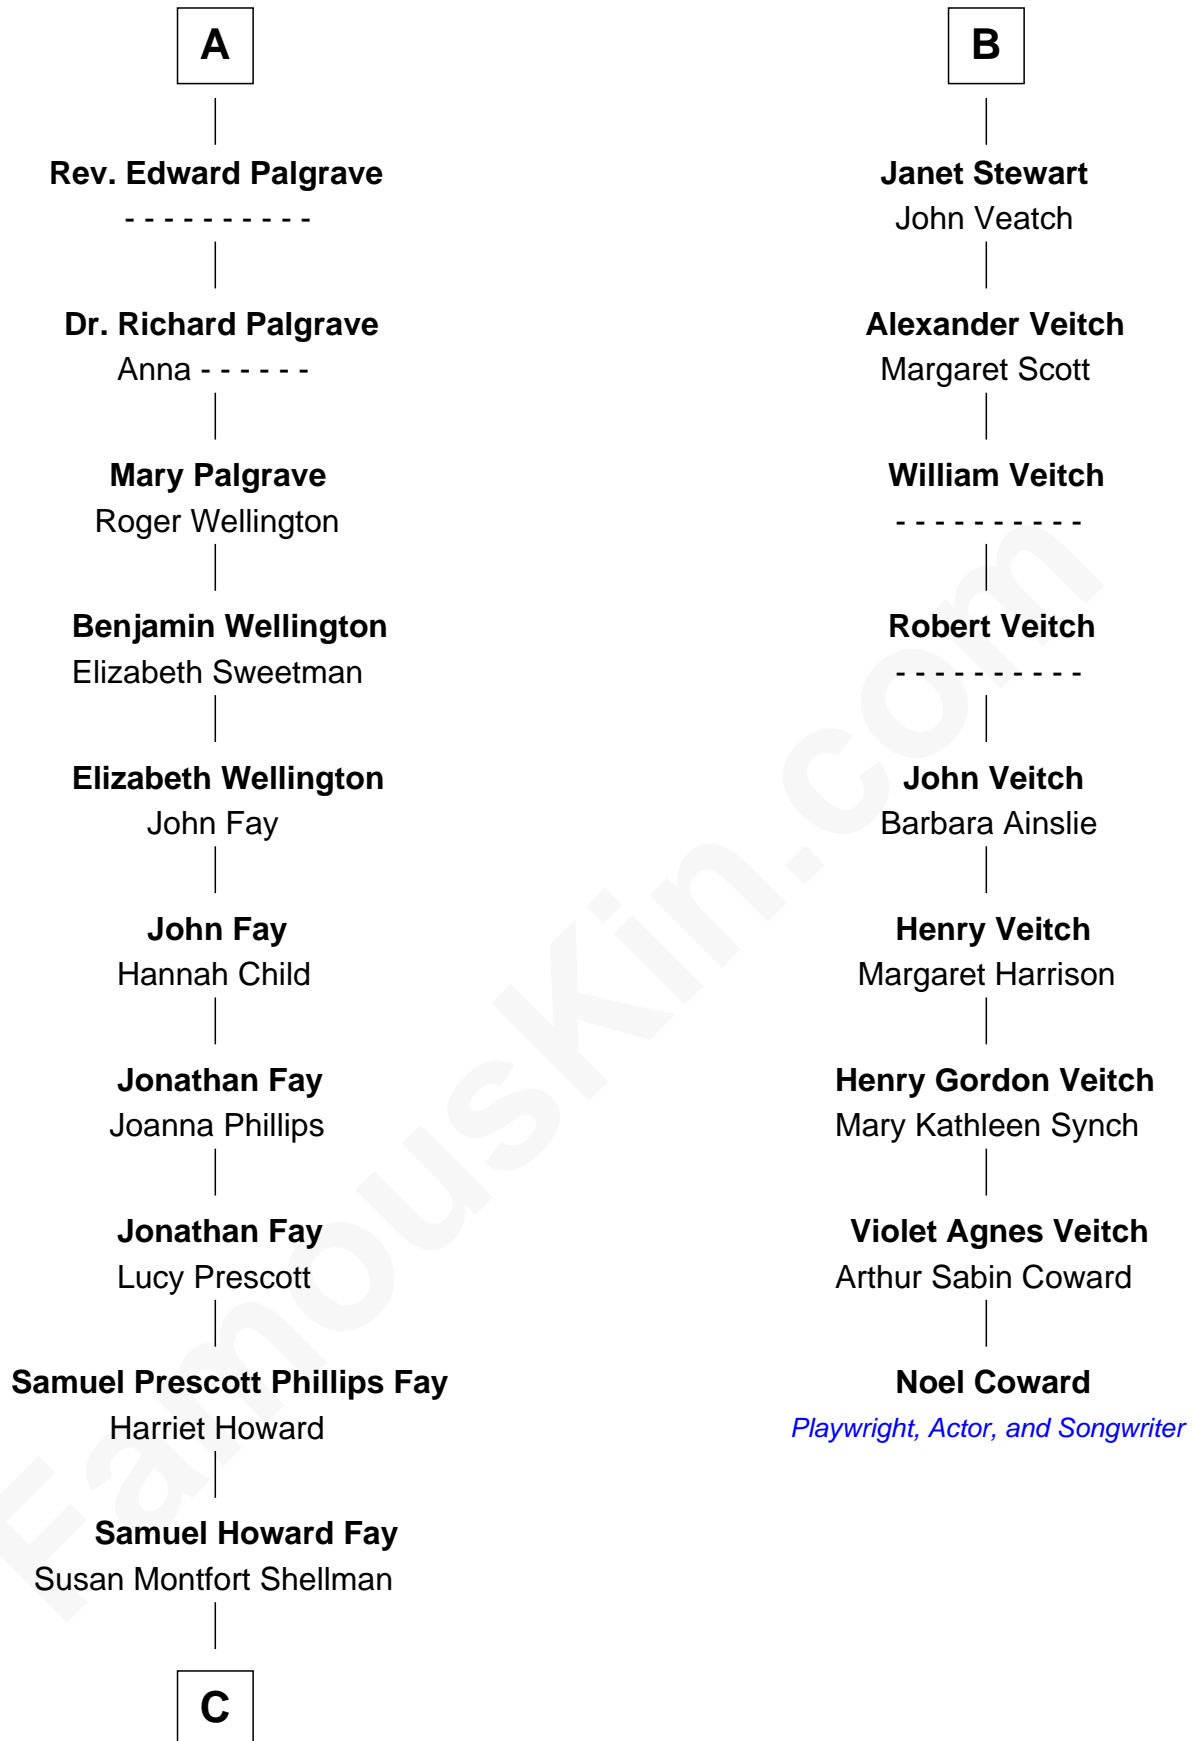 A
Rev. Edward Palgrave
- - - - - - - - - -
Dr. Richard Palgrave
Anna - - - - - -
Mary Palgrave
Roger Wellington
Benjamin Wellington
Elizabeth Sweetman
Elizabeth Wellington
John Fay
John Fay
Hannah Child
Jonathan Fay
Joanna Phillips
Jonathan Fay
Lucy Prescott
Samuel Prescott Phillips Fay
Harriet Howard
Samuel Howard Fay
Susan Montfort Shellman
C
B
Janet Stewart
John Veatch
Alexander Veitch
Margaret Scott
William Veitch
- - - - - - - - - -
Robert Veitch
- - - - - - - - - -
John Veitch
Barbara Ainslie
Henry Veitch
Margaret Harrison
Henry Gordon Veitch
Mary Kathleen Synch
Violet Agnes Veitch
Arthur Sabin Coward
Noel Coward
Playwright, Actor, and Songwriter
FamousKin.com